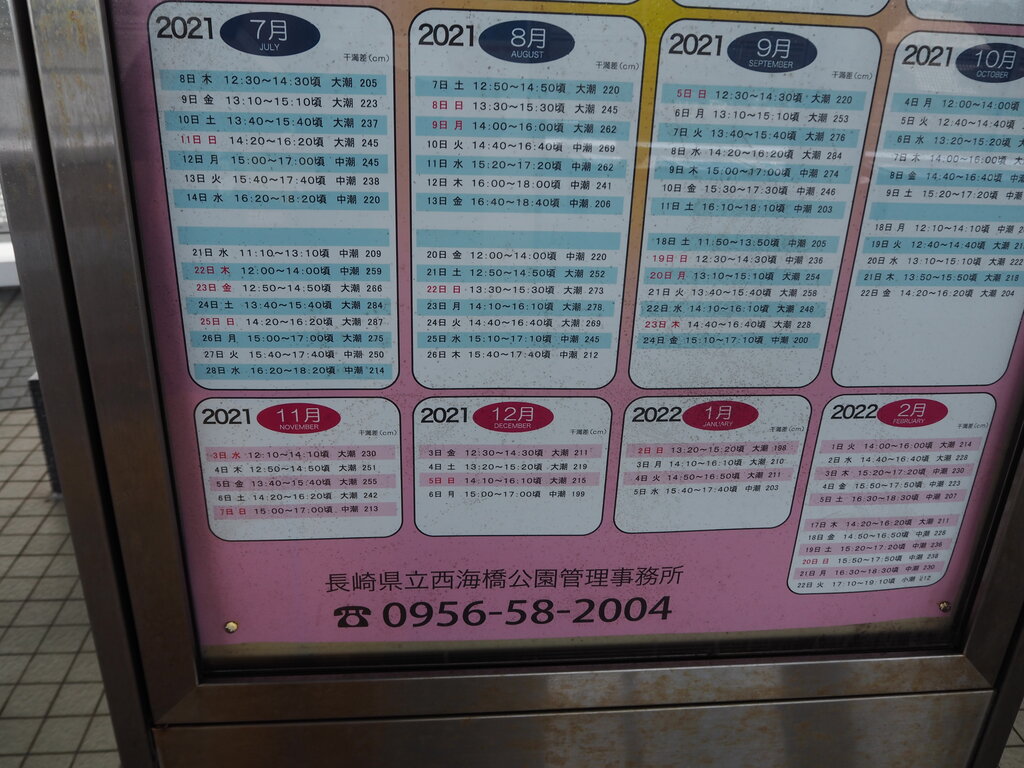 2021 7月 JULY
干満差(cm)
8日 木 12:30~14:30頃 大潮 205
9日 金 13:10~15:10頃 大潮 223
10日 土 13:40~15:40頃 大潮 237
11日 日 14:20~16:20頃 大潮 245
12日 月 15:00~17:00頃 中潮 245
13日 火 15:40~17:40頃 中潮 238
14日 水 16:20~18:20頃 中潮 220
21日 水 11:10~13:10頃 中潮 209
22日 木 12:00~14:00頃 中潮 259
23日 金 12:50~14:50頃 大潮 266
24日 土 13:40~15:40頃 大潮 284
25日 日 14:20~16:20頃 大潮 287
26日 月 15:00~17:00頃 大潮 275
27日 火 15:40~17:40頃 中潮 250
28日 水 16:20~18:20頃 中潮 214
2021 8月 AUGUST
干満差(cm)
7日 土 12:50~14:50頃 大潮 220
8日 日 13:30~15:30頃 大潮 245
9日 月 14:00~16:00頃 大潮 262
10日 火 14:40~16:40頃 中潮 269
11日 水 15:20~17:20頃 中潮 262
12日 木 16:00~18:00頃 中潮 241
13日 金 16:40~18:40頃 中潮 206
20日 金 12:00~14:00頃 中潮 220
21日 土 12:50~14:50頃 大潮 252
22日 日 13:30~15:30頃 大潮 273
23日 月 14:10~16:10頃 大潮 278
24日 火 14:40~16:40頃 大潮 269
25日 水 15:10~17:10頃 中潮 245
26日 木 15:40~17:40頃 中潮 212
2021 9月 SEPTEMBER
干満差(cm)
5日 日 12:30~14:30頃 大潮 220
6日 月 13:10~15:10頃 大潮 253
7日 火 13:40~15:40頃 大潮 276
8日 水 14:20~16:20頃 大潮 284
9日 木 15:00~17:00頃 中潮 274
10日 金 15:30~17:30頃 中潮 246
11日 土 16:10~18:10頃 中潮 203
18日 土 11:50~13:50頃 中潮 205
19日 日 12:30~14:30頃 中潮 236
20日 月 13:10~15:10頃 大潮 254
21日 火 13:40~15:40頃 大潮 258
22日 水 14:10~16:10頃 大潮 248
23日 木 14:40~16:40頃 大潮 228
24日 金 15:10~17:10頃 中潮 200
2021 10月 OCTOBER
4日 月 12:00~14:00頃
5日 火 12:40~14:40頃
6日 水 13:20~15:20頃
7日 木 14:00~16:00頃
8日 金 14:40~16:40頃
9日 土 15:20~17:20頃 中潮
18日 月 12:10~14:10頃 中潮
19日 火 12:40~14:40頃 大潮
20日 水 13:10~15:10頃 大潮 222
21日 木 13:50~15:50頃 大潮 218
22日 金 14:20~16:20頃 大潮 204
2021 11月 NOVEMBER
干満差(cm)
3日 水 12:10~14:10頃 大潮 230
4日 木 12:50~14:50頃 大潮 251
5日 金 13:40~15:40頃 大潮 255
6日 土 14:20~16:20頃 大潮 242
7日 日 15:00~17:00頃 中潮 213
2021 12月 DECEMBER
干満差(cm)
3日 金 12:30~14:30頃 大潮 211
4日 土 13:20~15:20頃 大潮 219
5日 日 14:10~16:10頃 大潮 215
6日 月 15:00~17:00頃 中潮 199
2022 1月 JANUARY
干満差(cm)
2日 日 13:20~15:20頃 大潮 198
3日 月 14:10~16:10頃 大潮 210
4日 火 14:50~16:50頃 大潮 211
5日 水 15:40~17:40頃 中潮 203
2022 2月 FEBRUARY
干満差(cm)
1日 火 14:00~16:00頃 大潮 214
2日 水 14:40~16:40頃 大潮 228
3日 木 15:20~17:20頃 中潮 230
4日 金 15:50~17:50頃 中潮 223
5日 土 16:30~18:30頃 中潮 207
17日 木 14:20~16:20頃 大潮 211
18日 金 14:50~16:50頃 大潮 226
19日 土 15:20~17:20頃 中潮 236
20日 日 15:50~17:50頃 中潮 238
21日 月 16:30~18:30頃 中潮 230
22日 火 17:10~19:10頃 小潮 212
長崎県立西海橋公園管理事務所
☎ 0956-58-2004